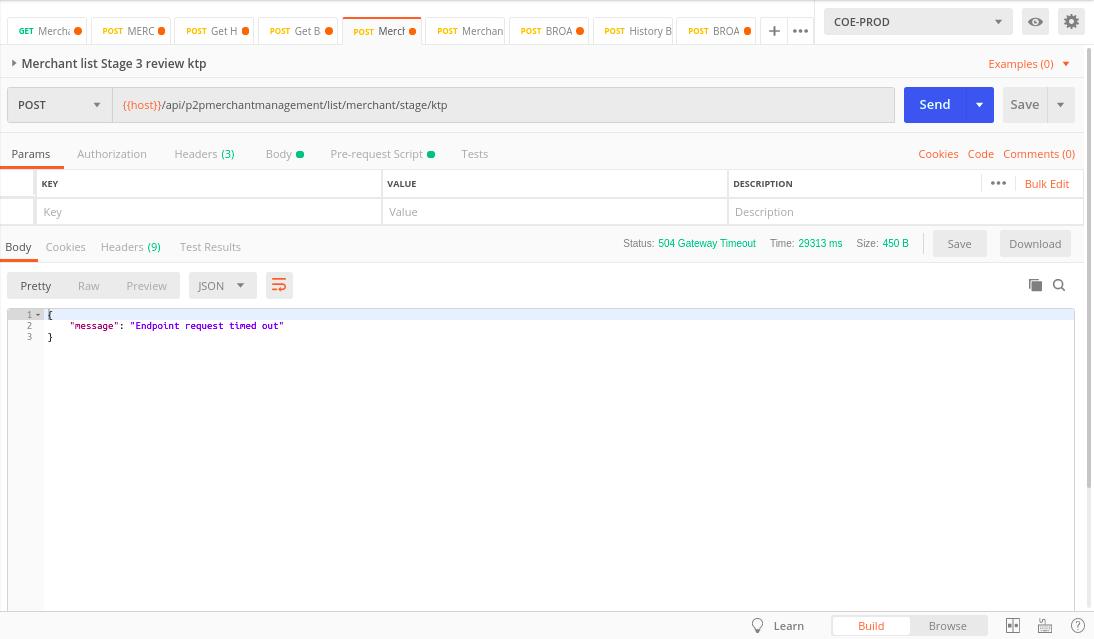 GET Mercha POST MERC POST Get H POST Get B POST Merch POST Merchan POST BROA POST History B POST BROA COE-PROD
Merchant list Stage 3 review ktp Examples (0)
POST {{host}}/api/p2pmerchantmanagement/list/merchant/stage/ktp Send Save
Params Authorization Headers (3) Body Pre-request Script Tests Cookies Code Comments (0)
KEY VALUE DESCRIPTION Bulk Edit
Key Value Description
Body Cookies Headers (9) Test Results Status: 504 Gateway Timeout Time: 29313 ms Size: 450 B Save Download
Pretty Raw Preview JSON
1 {
2 "message": "Endpoint request timed out"
3 }
Learn Build Browse